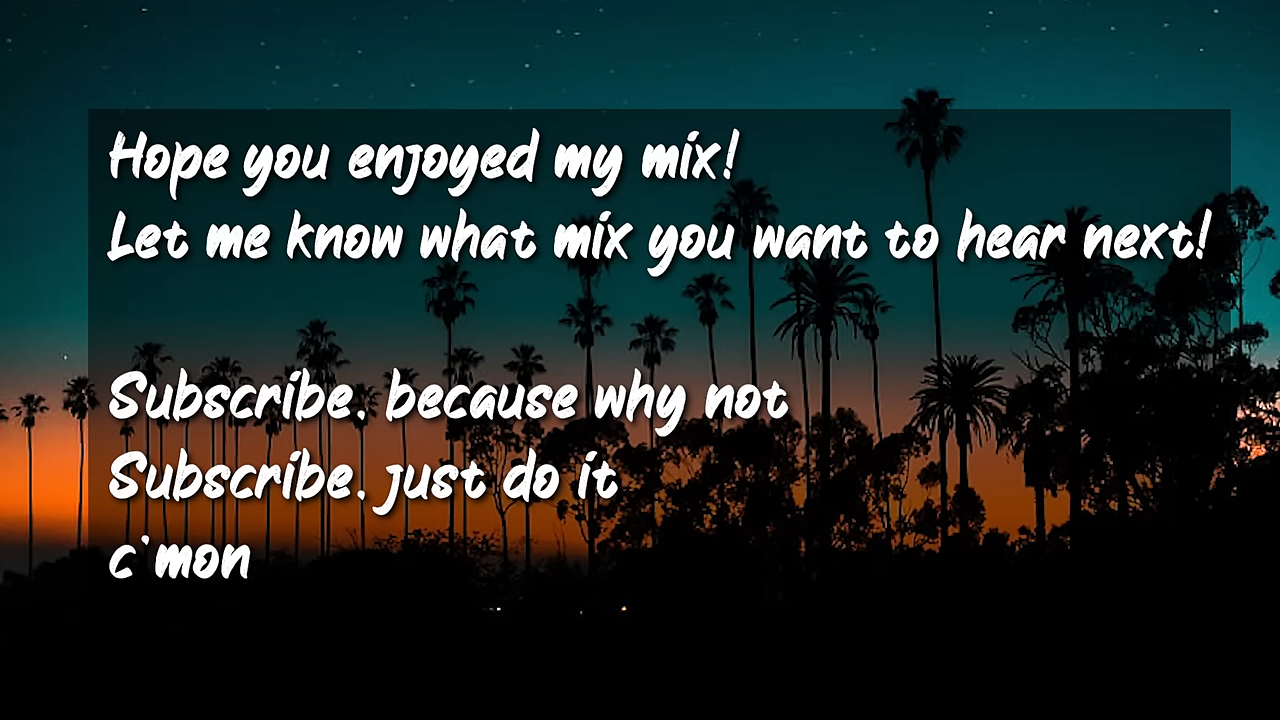 Hope you enjoyed my mix!
Let me know what mix you want to hear next!
Subscribe, because why not
Subscribe, just do it
c'mon